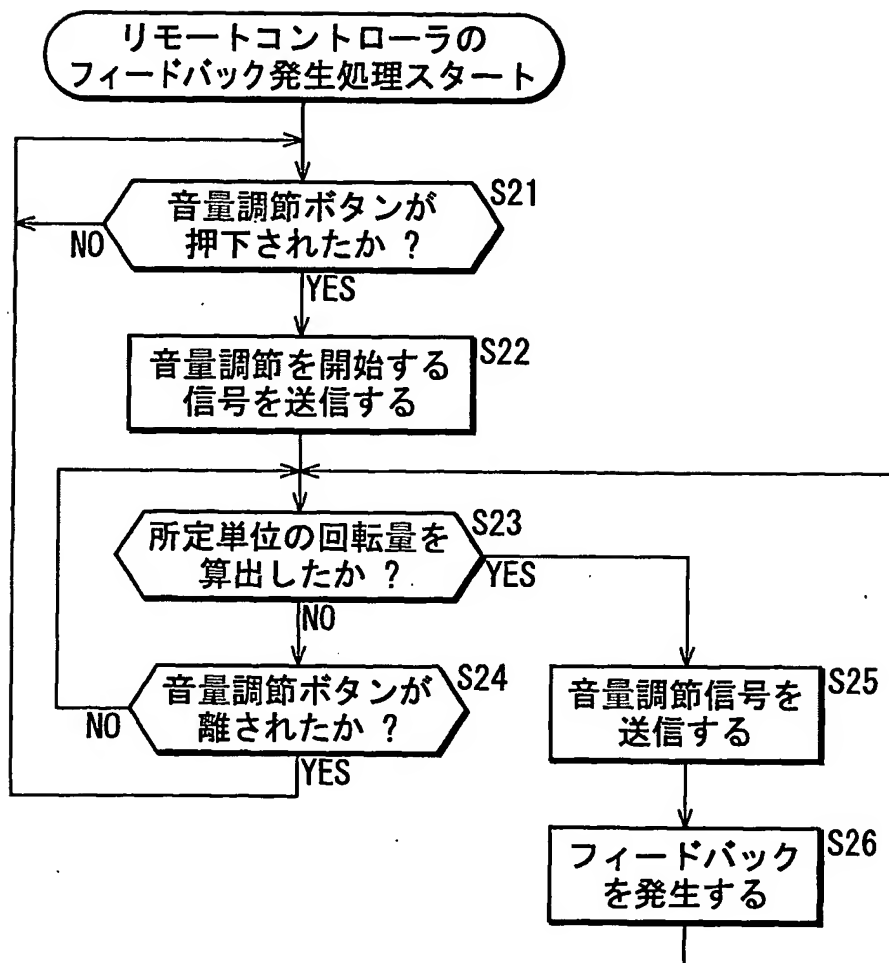 リモートコントローラの
フィードバック発生処理スタート
音量調節ボタンが
押下されたか ?
S21
NO
YES
音量調節を開始する
信号を送信する
S22
所定単位の回転量を
算出したか ?
S23
YES
NO
音量調節ボタンが
離されたか ?
S24
NO
YES
音量調節信号を
送信する
S25
フィードバック
を発生する
S26